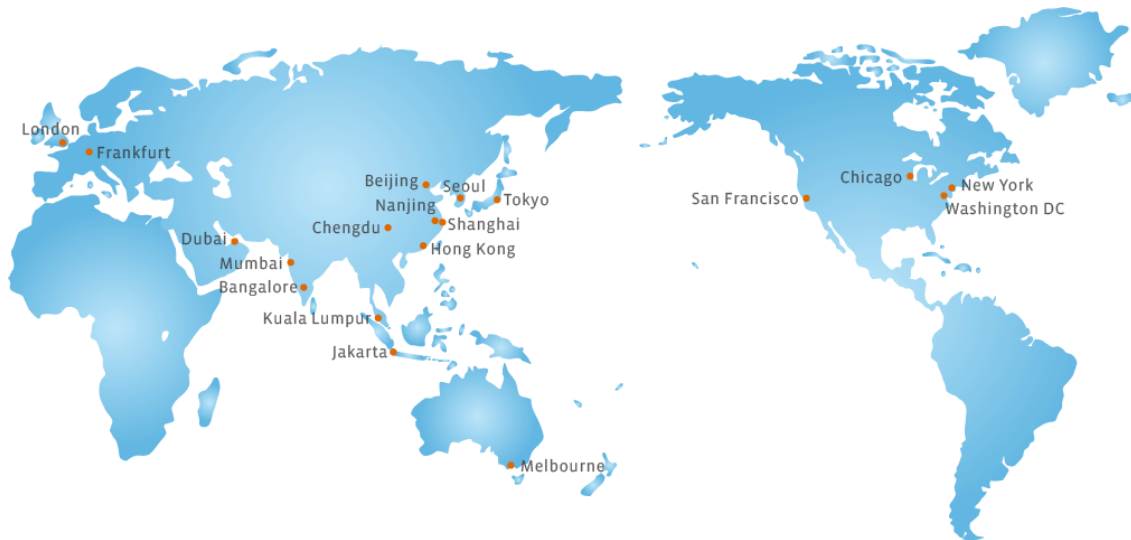 London
Frankfurt
Beijing
Seoul
Nanjing
Tokyo
Chengdu
Shanghai
Dubai
Hong Kong
Mumbai
Bangalore
Kuala Lumpur
Jakarta
Melbourne
Chicago
New York
San Francisco
Washington DC